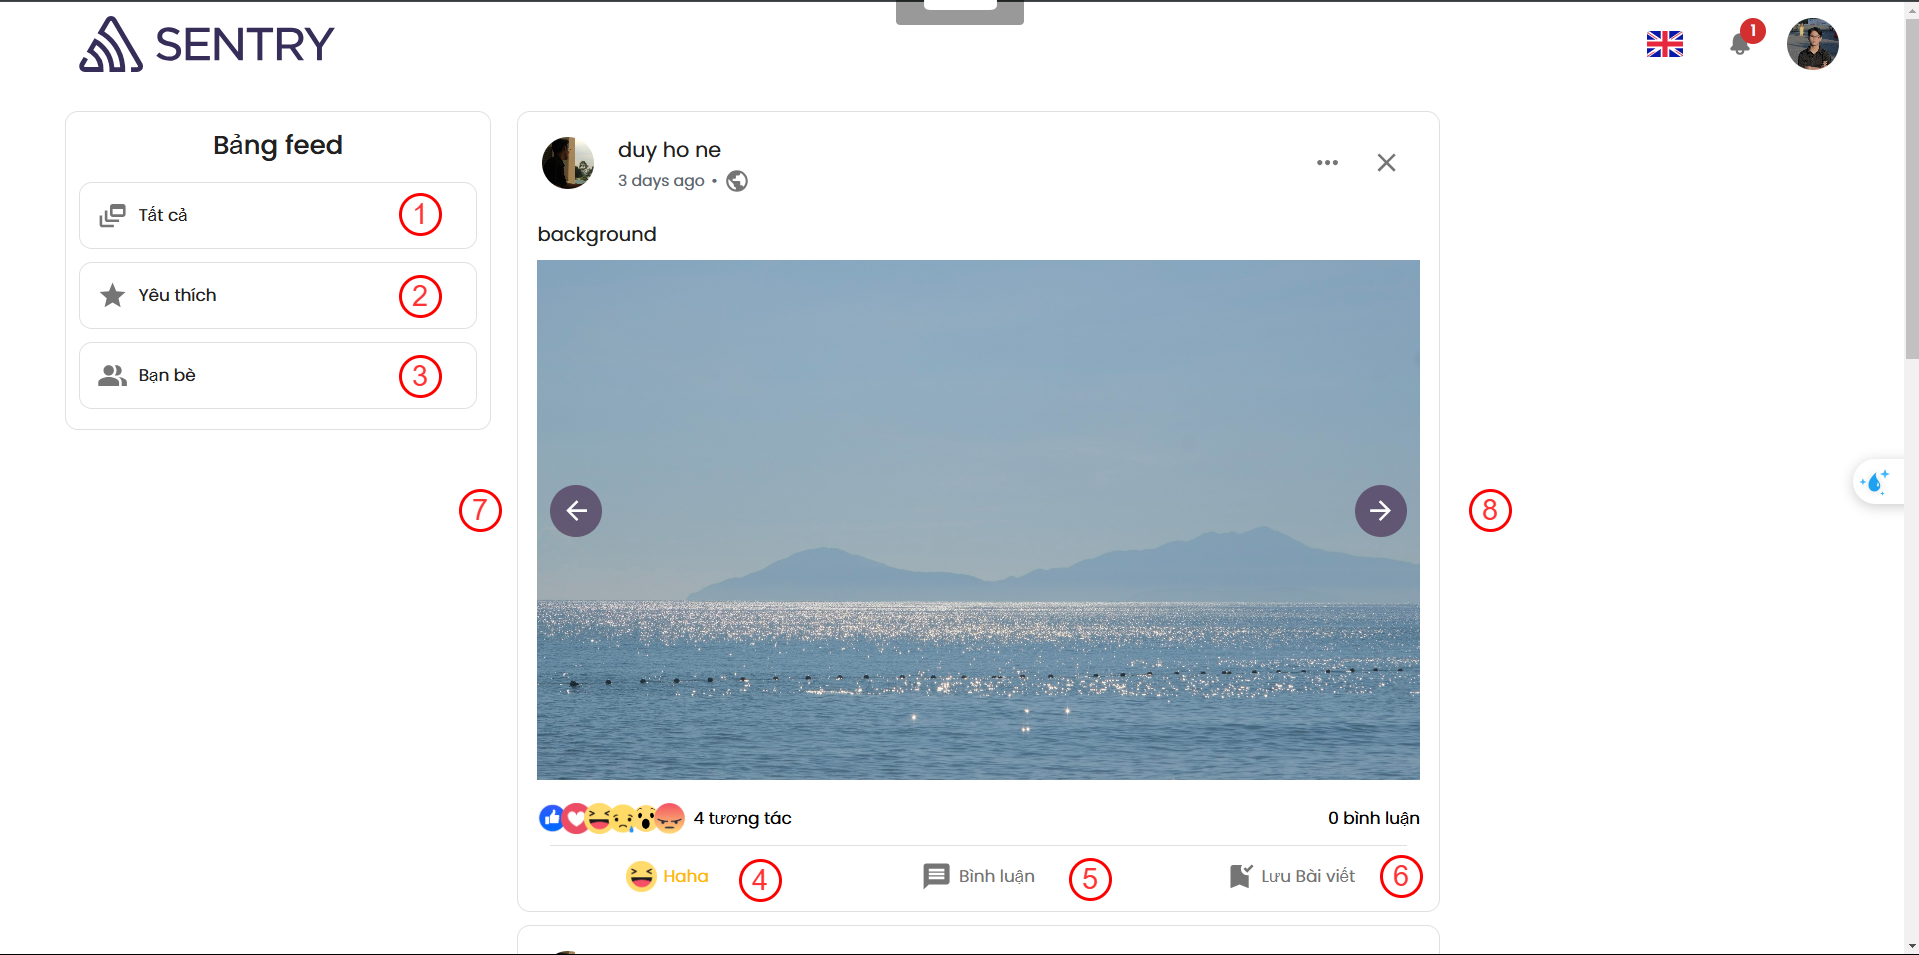 SENTRY
1
Bảng feed
Tất cả
1
Yêu thích
2
Bạn bè
3
duy ho ne
3 days ago •
background
7
8
4 tương tác
0 bình luận
Haha
4
Bình luận
5
Lưu Bài viết
6